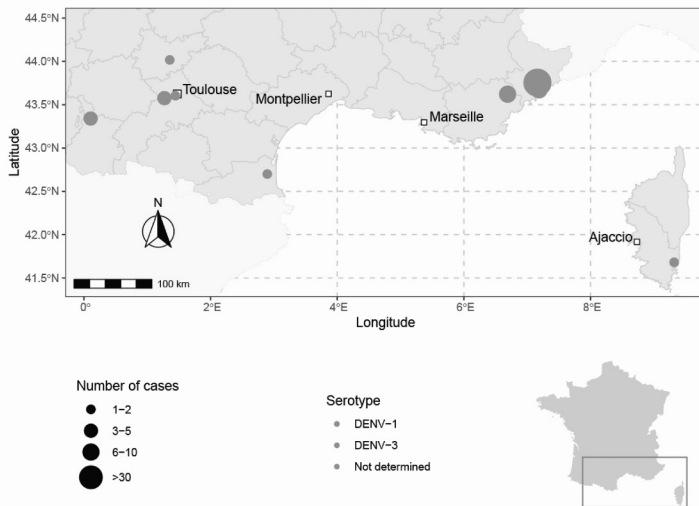 44.5°N
44.0°N
43.5°N
43.0°N
42.5°N
42.0°N
41.5°N
Latitude
Toulouse
Montpellier
Marseille
Ajaccio
N
100 km
0°
2°E
4°E
6°E
8°E
Longitude
Number of cases
1−2
3−5
6−10
>30
Serotype
DENV−1
DENV−3
Not determined